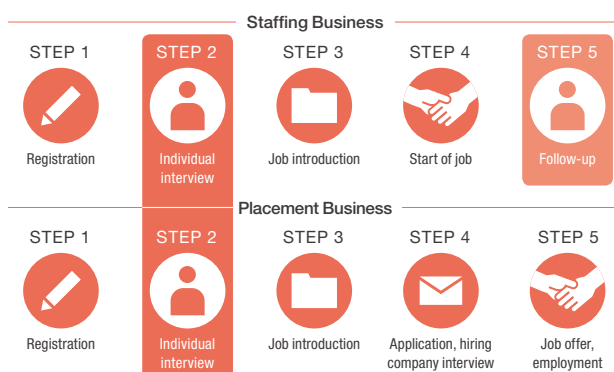 Staffing Business
STEP 1
STEP 2
STEP 3
STEP 4
STEP 5
Registration
Individual
interview
Job introduction
Start of job
Follow-up
Placement Business
STEP 1
STEP 2
STEP 3
STEP 4
STEP 5
Registration
Individual
interview
Job introduction
Application, hiring
company interview
Job offer,
employment